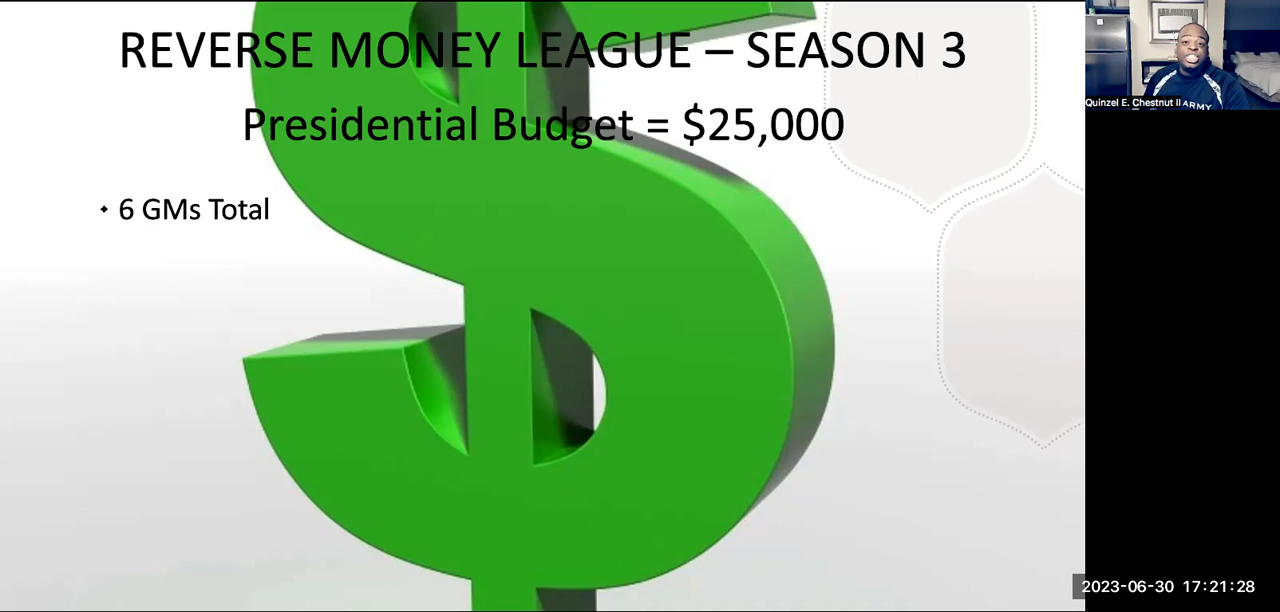 REVERSE MONEY LEAGUE – SEASON 3
Presidential Budget = $25,000
6 GMs Total
Quinzel E. Chestnut II
ARMY
2023-06-30 17:21:28